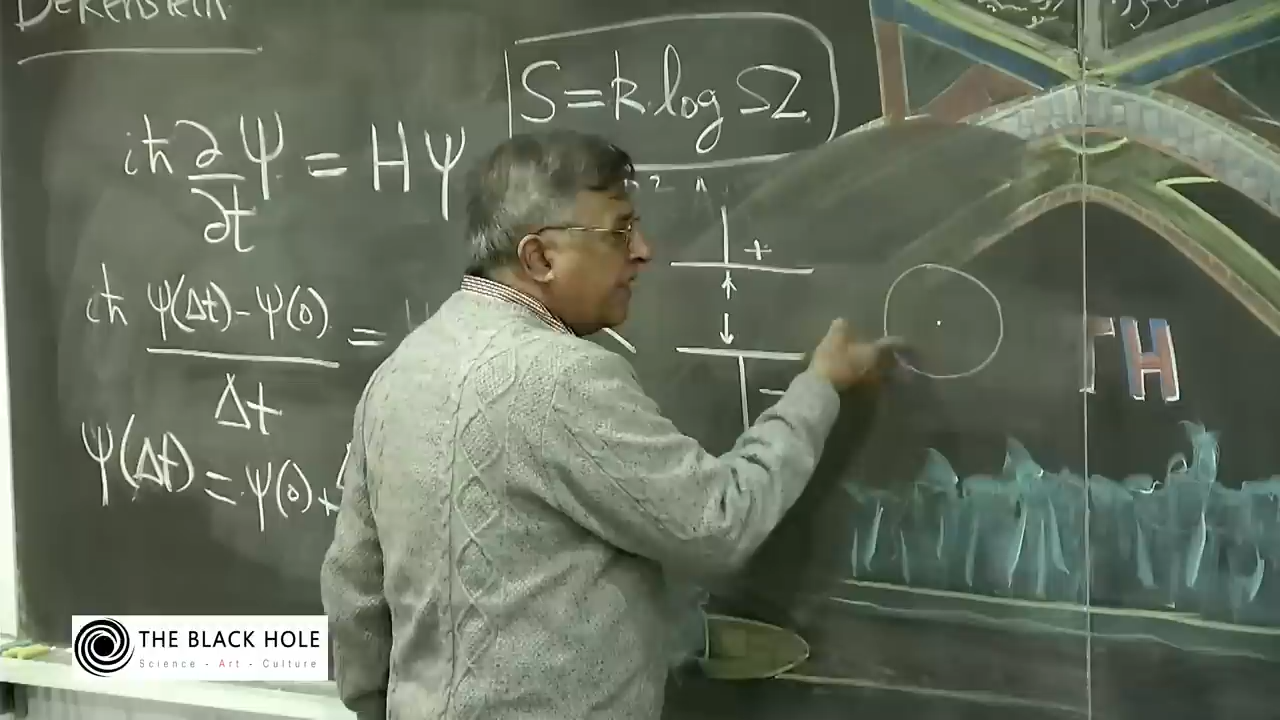 Bekenstein
S = k log Ω
iħ ∂/∂t Ψ = HΨ
+
iħ (Ψ(Δt) - Ψ(0))/Δt =
-
TH
Ψ(Δt) = Ψ(0) +
THE BLACK HOLE
Science - Art - Culture